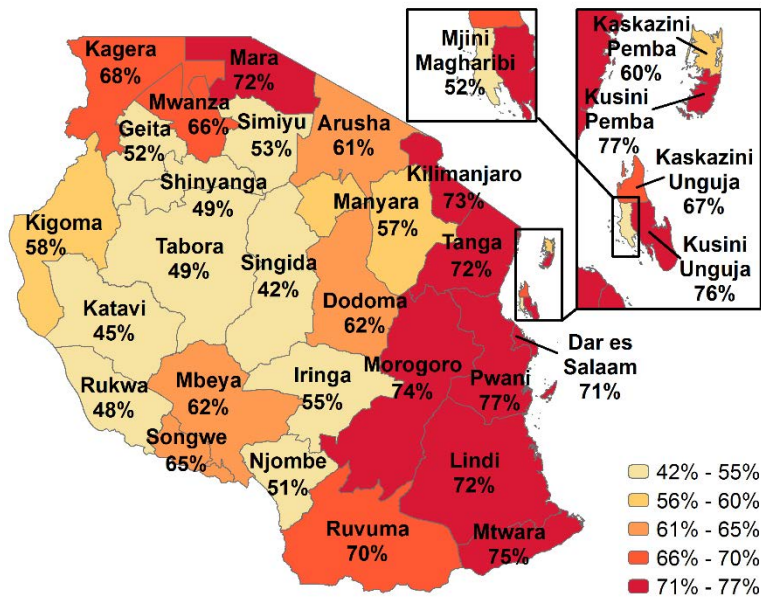 Kagera
68%
Mara
72%
Mwanza
66%
Geita
52%
Simiyu
53%
Arusha
61%
Mjini
Magharibi
52%
Kaskazini
Pemba
60%
Kusini
Pemba
77%
Kaskazini
Unguja
67%
Kusini
Unguja
76%
Shinyanga
49%
Kilimanjaro
73%
Kigoma
58%
Manyara
57%
Tabora
49%
Singida
42%
Tanga
72%
Dodoma
62%
Katavi
45%
Dar es
Salaam
71%
Morogoro
74%
Pwani
77%
Rukwa
48%
Mbeya
62%
Iringa
55%
Songwe
65%
Njombe
51%
Lindi
72%
Ruvuma
70%
Mtwara
75%
42% - 55%
56% - 60%
61% - 65%
66% - 70%
71% - 77%